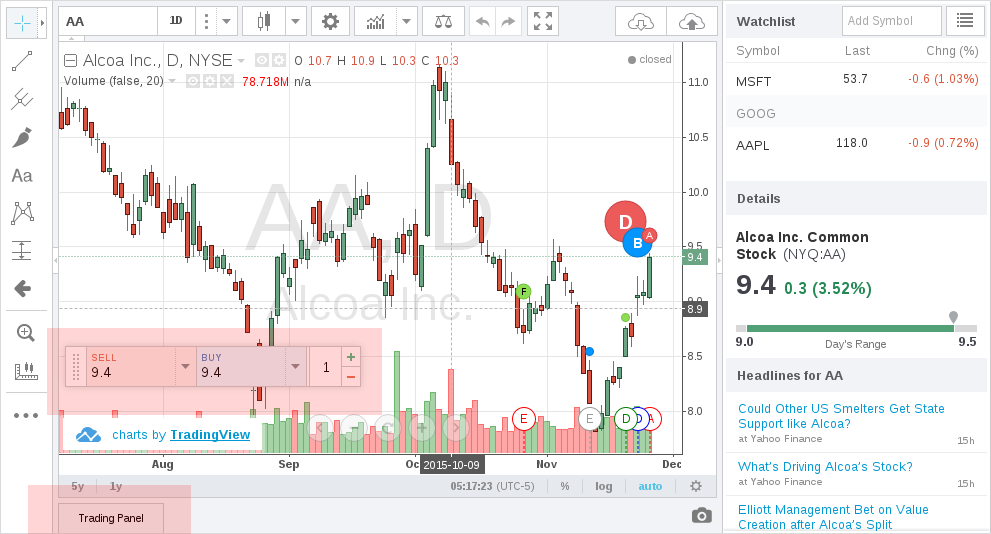 AA
1D
Aa
Alcoa Inc., D, NYSE
O 10.7 H 10.9 L 10.3 C 10.3
closed
Volume (false, 20)
78.718M n/a
AA, D
Alcoa Inc.
11.0
10.5
10.0
9.5
9.4
9.0
8.9
8.5
8.0
D
B
A
F
SELL
9.4
BUY
9.4
1
charts by TradingView
E
E
D
D
A
Aug
Sep
Oc
2015-10-09
Nov
Dec
5y
1y
05:17:23 (UTC-5)
%
log
auto
Trading Panel
Watchlist
Add Symbol
Symbol Last Chng (%)
MSFT 53.7 -0.6 (1.03%)
GOOG
AAPL 118.0 -0.9 (0.72%)
Details
Alcoa Inc. Common
Stock (NYQ:AA)
9.4 0.3 (3.52%)
9.0 Day's Range 9.5
Headlines for AA
Could Other US Smelters Get State
Support like Alcoa?
at Yahoo Finance 15h
What's Driving Alcoa's Stock?
at Yahoo Finance 15h
Elliott Management Bet on Value
Creation after Alcoa's Split